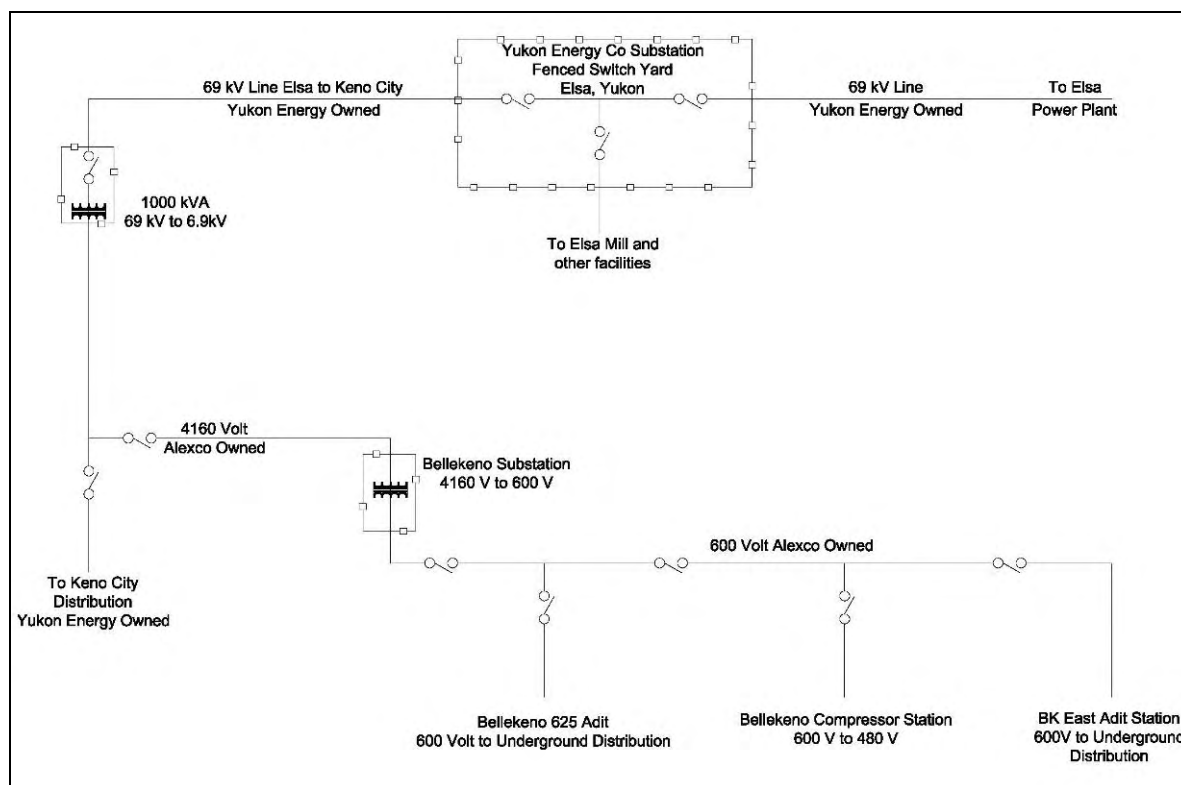 Yukon Energy Co Substation
Fenced Switch Yard
Elsa, Yukon
69 kV Line Elsa to Keno City
Yukon Energy Owned
69 kV Line
Yukon Energy Owned
To Elsa
Power Plant
1000 kVA
69 kV to 6.9kV
To Elsa Mill and
other facilities
4160 Volt
Alexco Owned
Bellekeno Substation
4160 V to 600 V
600 Volt Alexco Owned
To Keno City
Distribution
Yukon Energy Owned
Bellekeno 625 Adit
600 Volt to Underground Distribution
Bellekeno Compressor Station
600 V to 480 V
BK East Adit Station
600V to Underground
Distribution